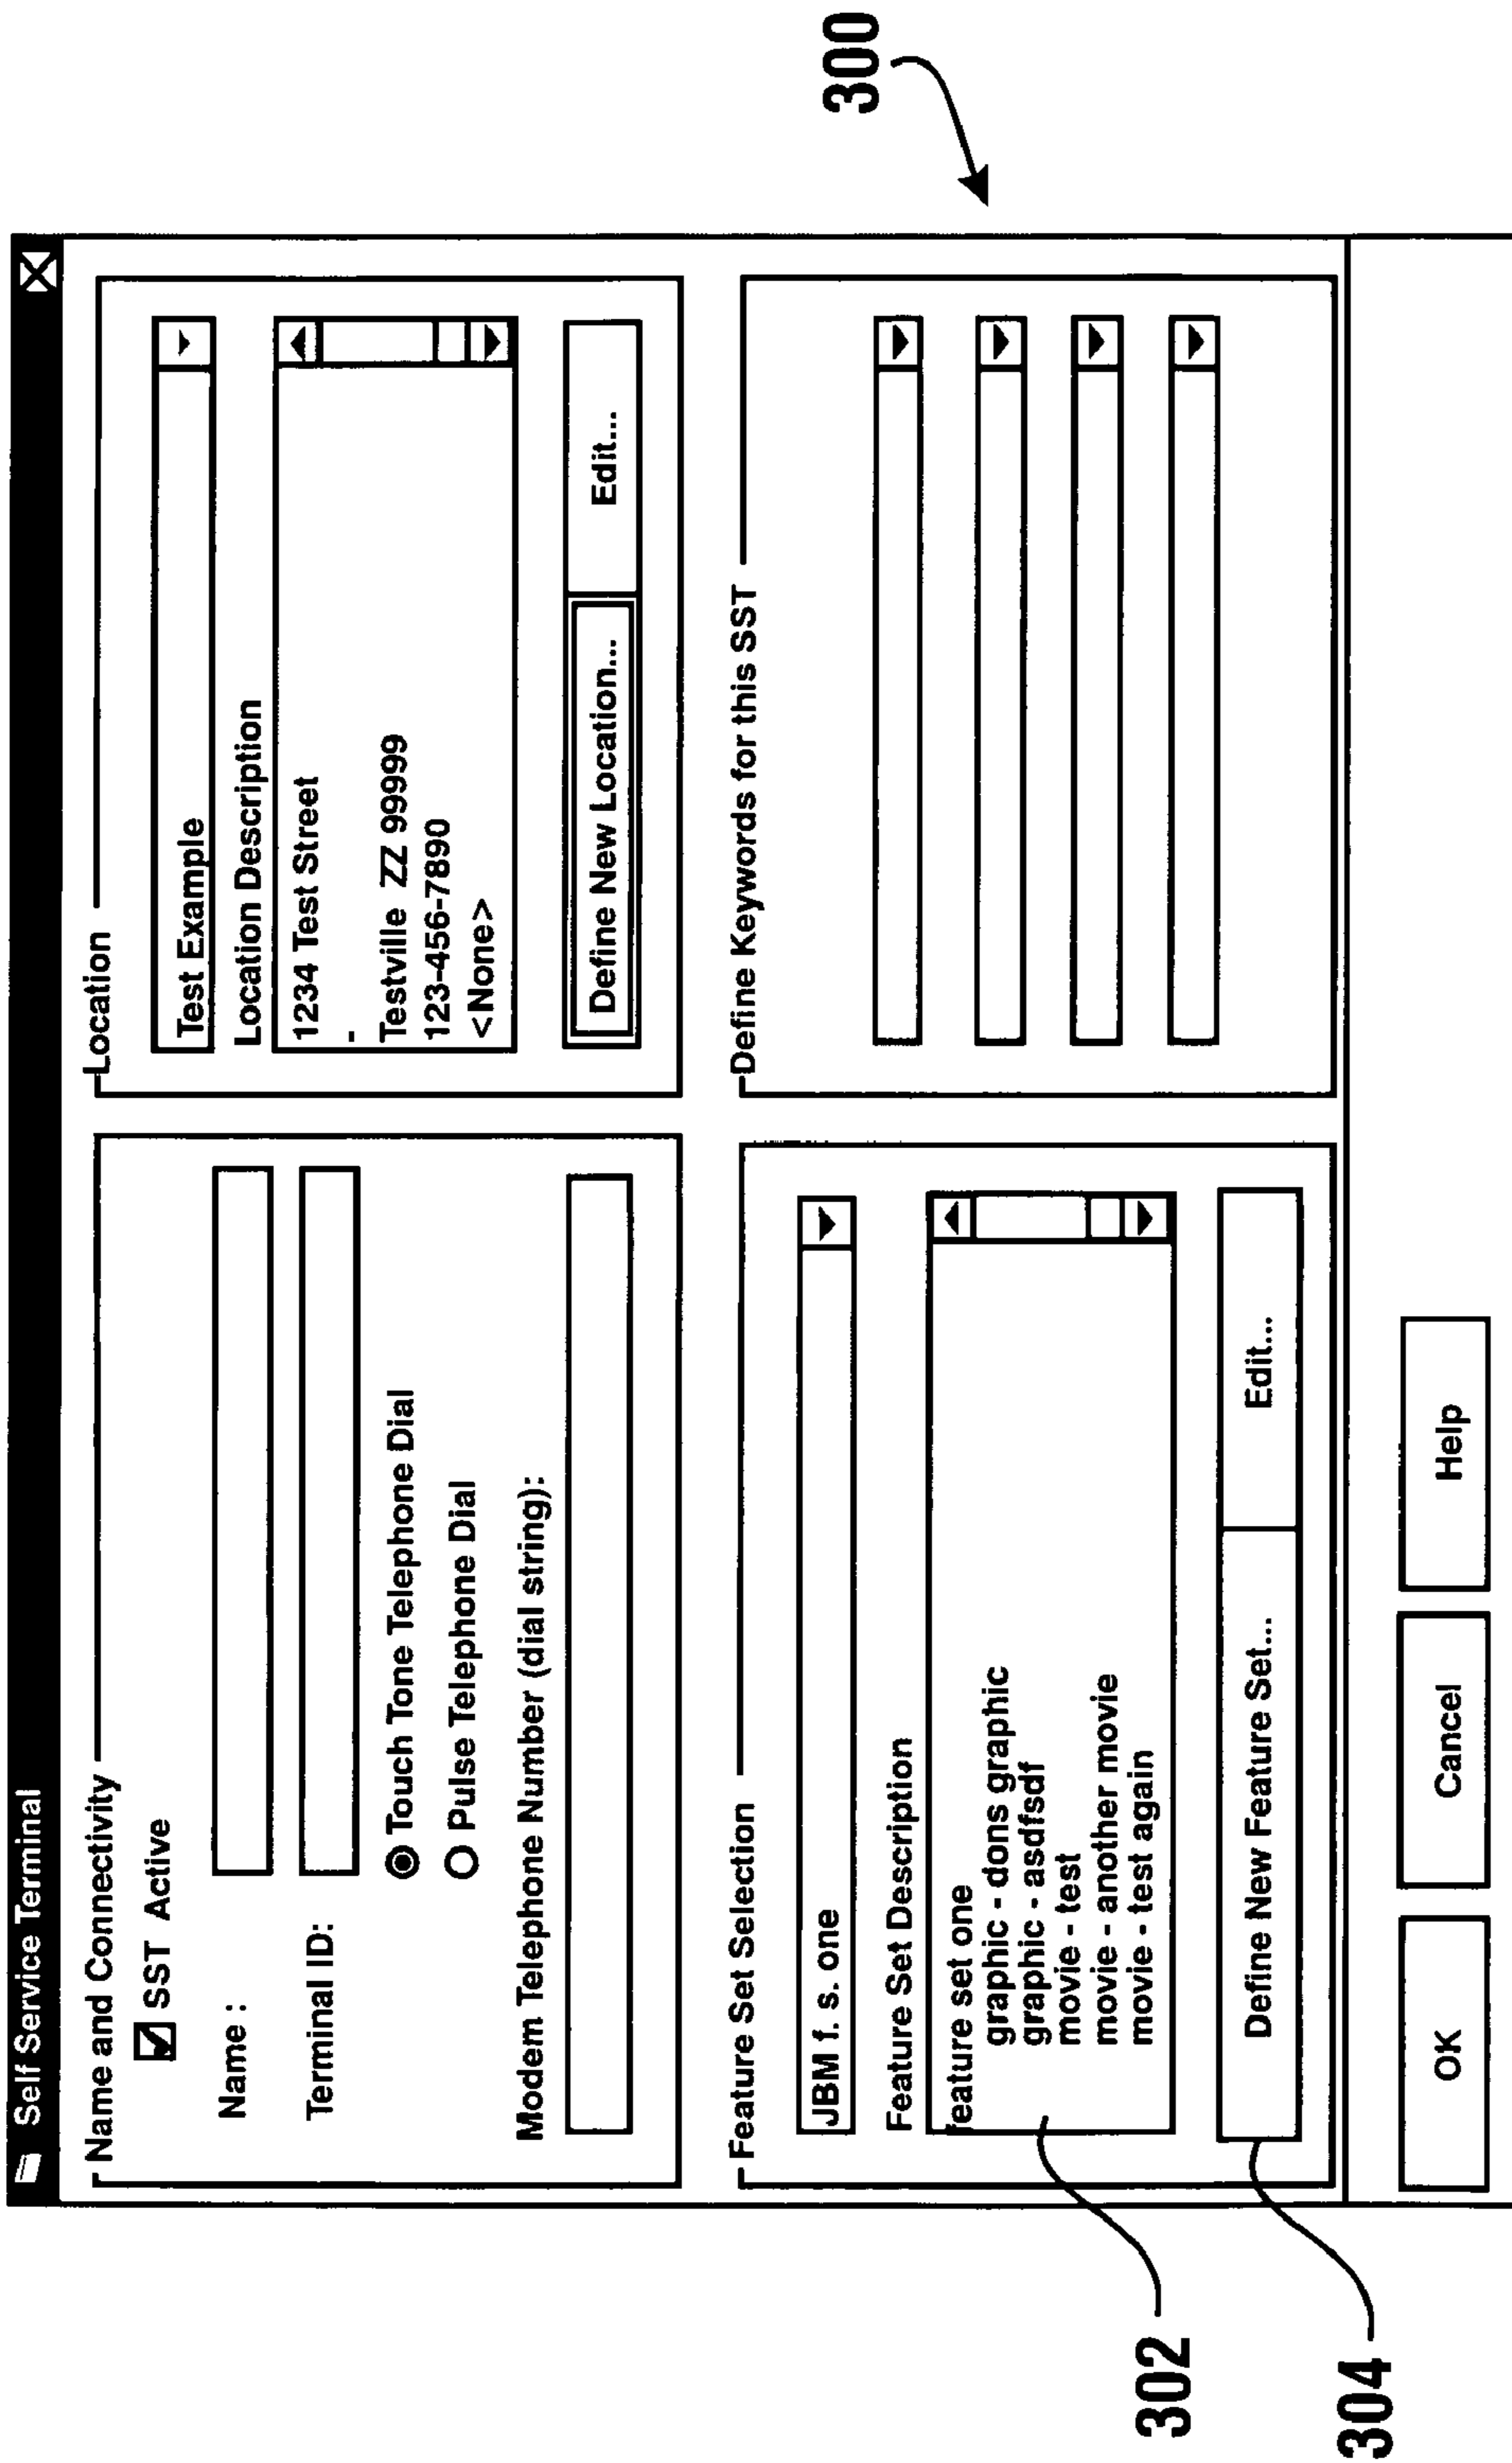 Self Service Terminal
Name and Connectivity
SST Active
Name :
Terminal ID:
Touch Tone Telephone Dial
Pulse Telephone Dial
Modem Telephone Number (dial string):
Location
Test Example
Location Description
1234 Test Street
-
Testville ZZ 99999
123-456-7890
<None>
Define New Location...
Edit...
Feature Set Selection
JBM f. s. one
Feature Set Description
feature set one
graphic - dons graphic
graphic - asdfsdf
movie - test
movie - another movie
movie - test again
Define New Feature Set...
Edit...
Define Keywords for this SST
OK
Cancel
Help
300
302
304